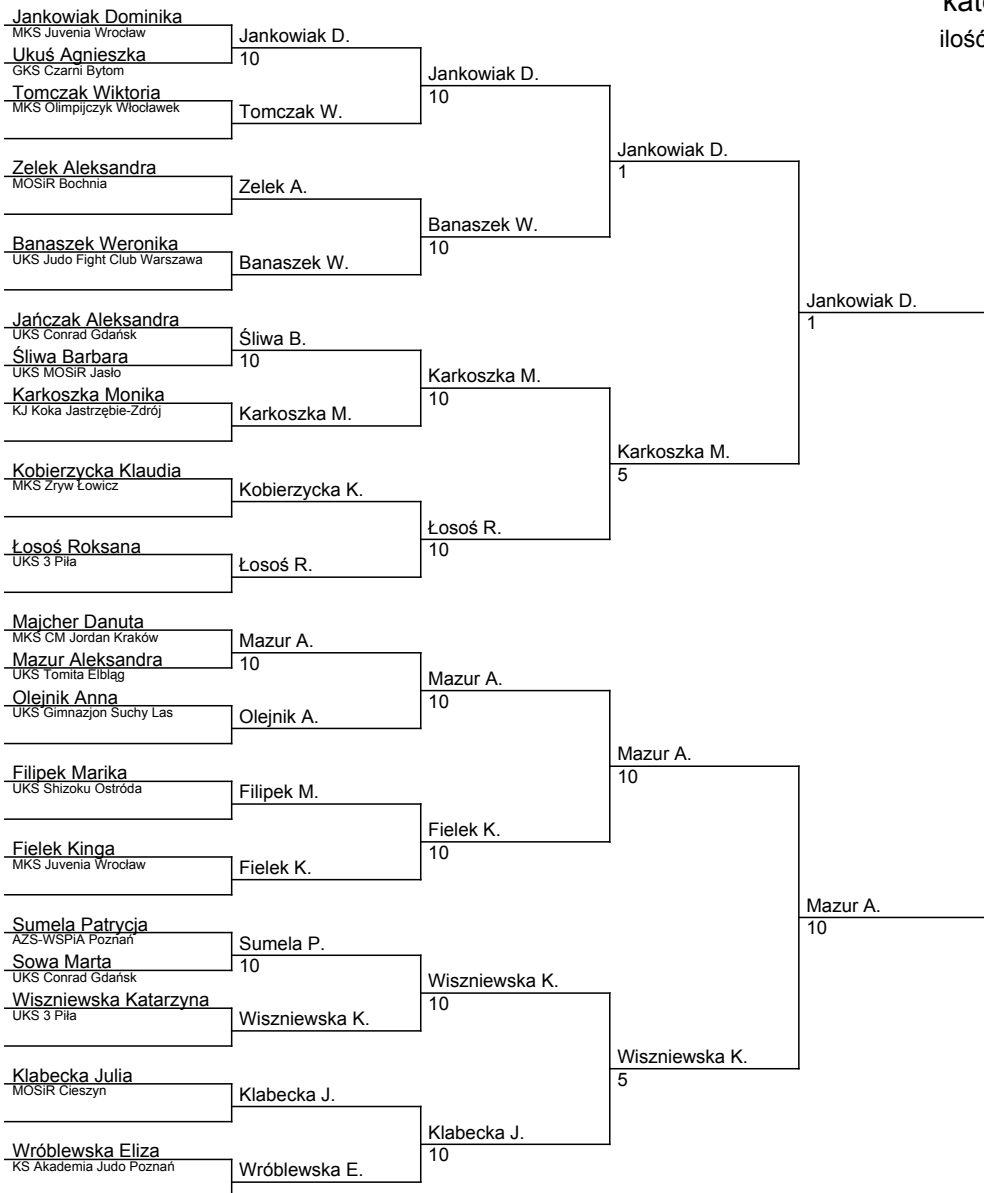 kat
ilość
Jankowiak Dominika
MKS Juvenia Wrocław
Ukuś Agnieszka
GKS Czarni Bytom
Tomczak Wiktoria
MKS Olimpijczyk Włocławek
Zelek Aleksandra
MOSiR Bochnia
Banaszek Weronika
UKS Judo Fight Club Warszawa
Jańczak Aleksandra
UKS Conrad Gdańsk
Śliwa Barbara
UKS MOSiR Jasło
Karkoszka Monika
KJ Koka Jastrzębie-Zdrój
Kobierzycka Klaudia
MKS Zryw Łowicz
Łosoś Roksana
UKS 3 Piła
Majcher Danuta
MKS CM Jordan Kraków
Mazur Aleksandra
UKS Tomita Elbląg
Olejnik Anna
UKS Gimnazjon Suchy Las
Filipek Marika
UKS Shizoku Ostróda
Fielek Kinga
MKS Juvenia Wrocław
Sumela Patrycja
AZS-WSPiA Poznań
Sowa Marta
UKS Conrad Gdańsk
Wiszniewska Katarzyna
UKS 3 Piła
Klabecka Julia
MOSiR Cieszyn
Wróblewska Eliza
KS Akademia Judo Poznań
Jankowiak D.
10
Tomczak W.
Zelek A.
Banaszek W.
Śliwa B.
10
Karkoszka M.
Kobierzycka K.
Łosoś R.
Mazur A.
10
Olejnik A.
Filipek M.
Fielek K.
Sumela P.
10
Wiszniewska K.
Klabecka J.
Wróblewska E.
Jankowiak D.
10
Banaszek W.
10
Karkoszka M.
10
Łosoś R.
10
Mazur A.
10
Fielek K.
10
Wiszniewska K.
10
Klabecka J.
10
Jankowiak D.
1
Karkoszka M.
5
Mazur A.
10
Wiszniewska K.
5
Jankowiak D.
1
Mazur A.
10